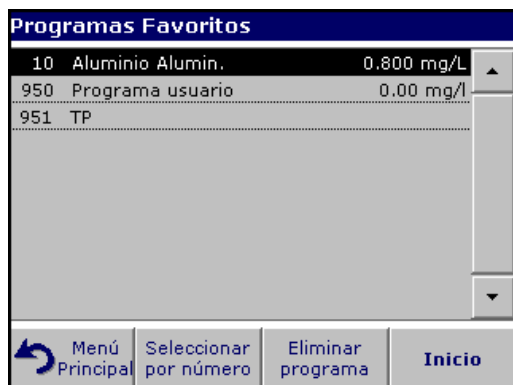 Programas Favoritos
10 Aluminio Alumin. 0.800 mg/L
950 Programa usuario 0.00 mg/l
951 TP
Menú Principal
Seleccionar por número
Eliminar programa
Inicio